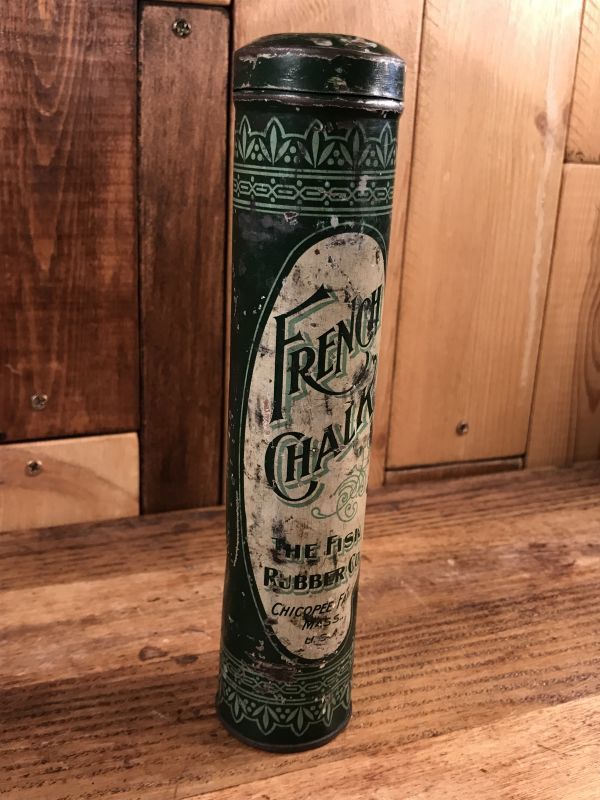 FRENCH
CHALK
THE FISK
RUBBER CO
CHICOPEE FA
MASS.
U.S.A